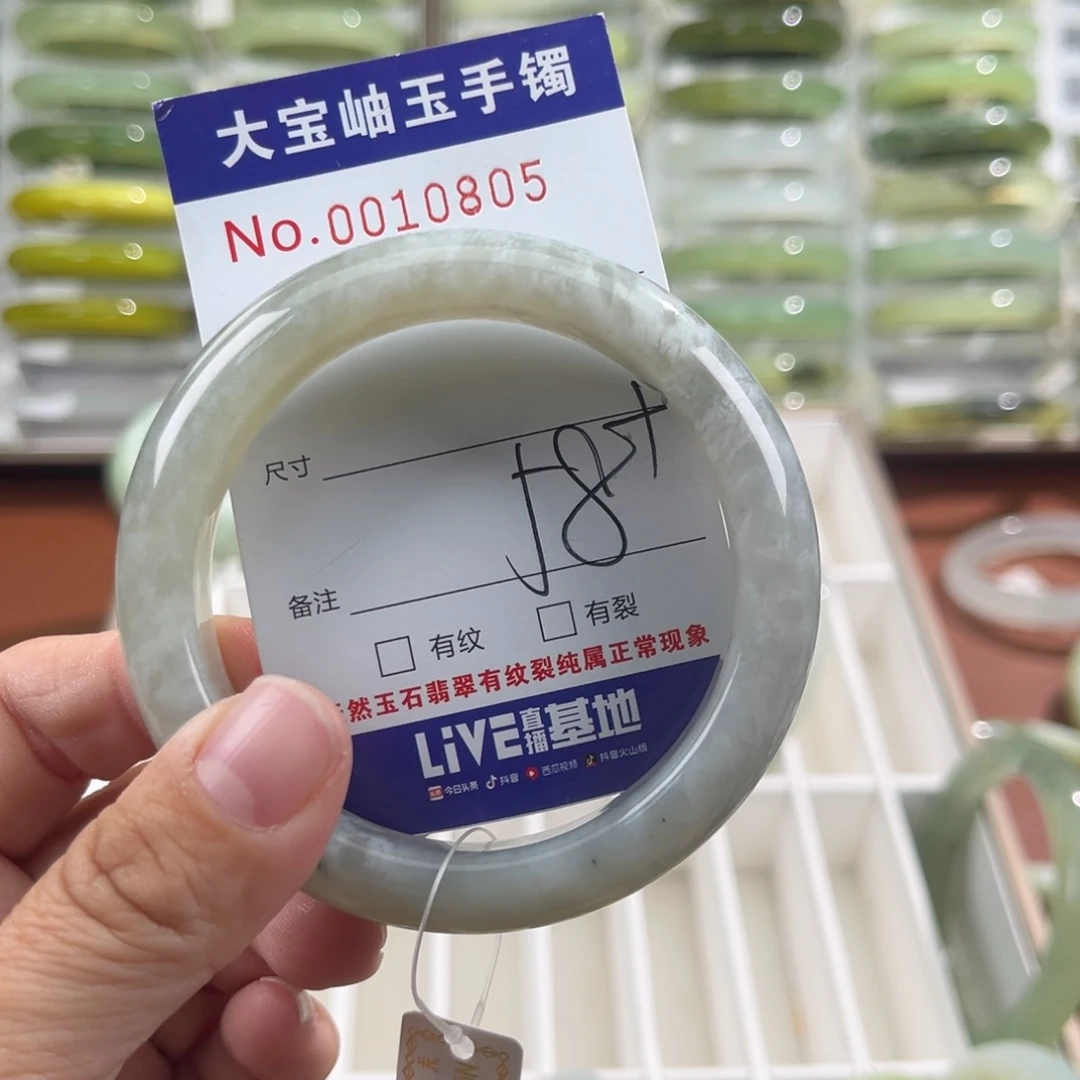 大宝岫玉手镯
No.0010805
尺寸
58
备注
有纹 有裂
然玉石翡翠有纹裂纯属正常现象
LiVE直播基地
今日头条 抖音 西瓜视频 抖音火山版